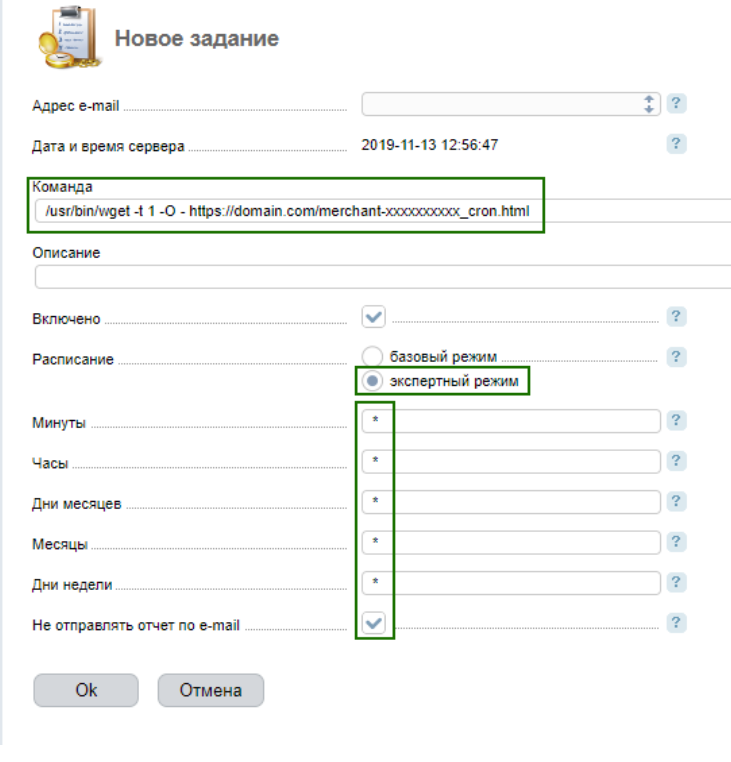 Новое задание
Адрес e-mail ?
Дата и время сервера 2019-11-13 12:56:47 ?
Команда
/usr/bin/wget -t 1 -O - https://domain.com/merchant-xxxxxxxxxx_cron.html
Описание
Включено ?
Расписание базовый режим ?
экспертный режим
Минуты * ?
Часы * ?
Дни месяцев * ?
Месяцы * ?
Дни недели * ?
Не отправлять отчет по e-mail ?
Ok Отмена